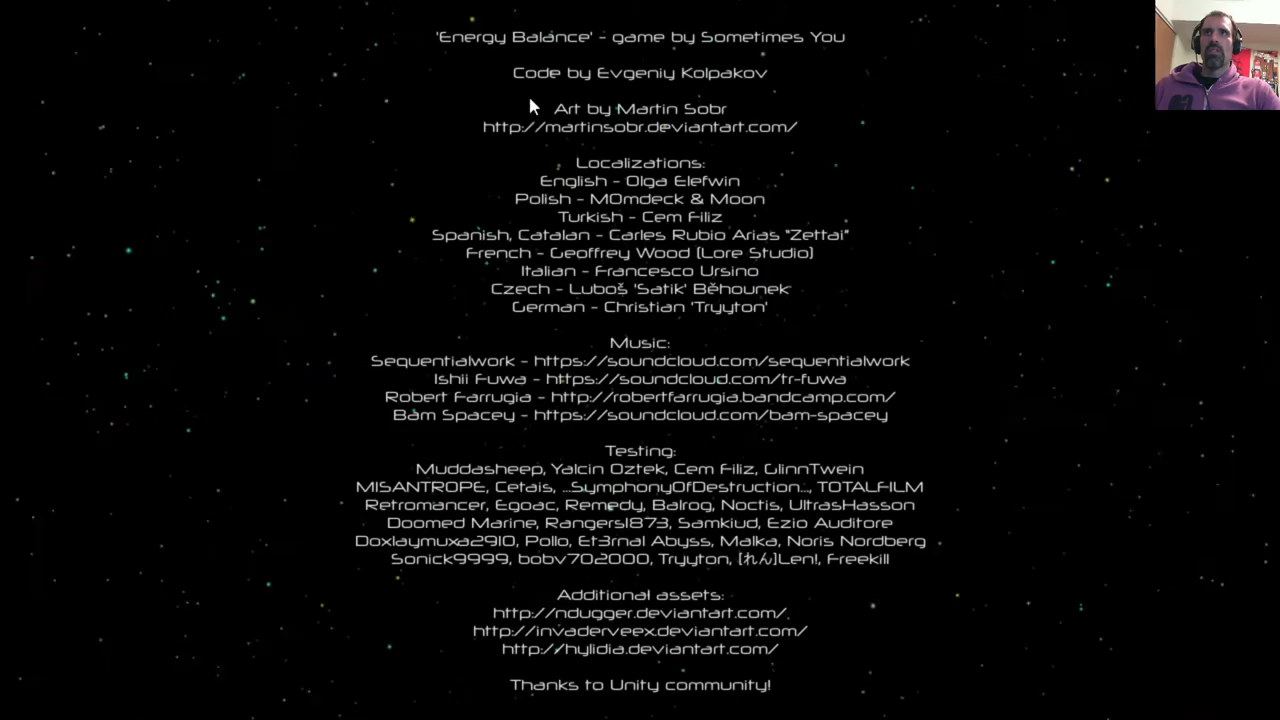 'Energy Balance' - game by Sometimes You
Code by Evgeniy Kolpakov
Art by Martin Sobr
http://martinsobr.deviantart.com/
Localizations:
English - Olga Elefwin
Polish - M0mdeck & Moon
Turkish - Cem Filiz
Spanish, Catalan - Carles Rubio Arias "Zettai"
French - Geoffrey Wood (Lore Studio)
Italian - Francesco Ursino
Czech - Luboš 'Satik' Běhounek
German - Christian 'Tryyton'
Music:
Sequentialwork - https://soundcloud.com/sequentialwork
Ishii Fuwa - https://soundcloud.com/tr-fuwa
Robert Farrugia - http://robertfarrugia.bandcamp.com/
Bam Spacey - https://soundcloud.com/bam-spacey
Testing:
Muddasheep, Yalcin Oztek, Cem Filiz, GlinnTwein
MISANTROPE, Cetais, ...SymphonyOfDestruction..., TOTALFILM
Retromancer, Egoac, Remedy, Balrog, Noctis, UltrasHasson
Doomed Marine, Rangers1873, Samkiud, Ezio Auditore
Doxlaymuxa2910, Pollo, Et3rnal Abyss, Malka, Noris Nordberg
Sonick9999, bobv702000, Tryyton, [れん]Len!, Freekill
Additional assets:
http://ndugger.deviantart.com/
http://invaderveex.deviantart.com/
http://hylidia.deviantart.com/
Thanks to Unity community!